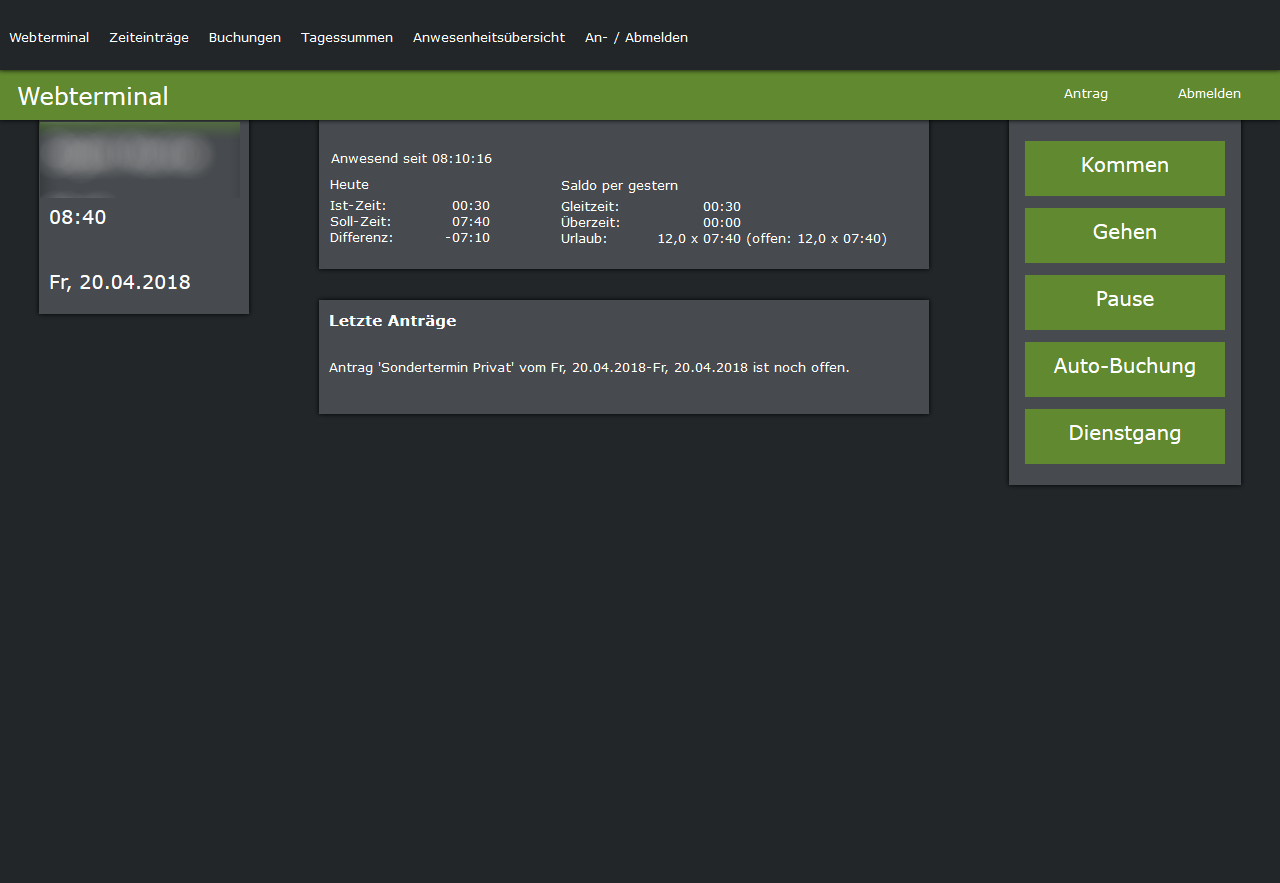 Webterminal Zeiteinträge Buchungen Tagessummen Anwesenheitsübersicht An- / Abmelden
Webterminal Antrag Abmelden
08:40
Fr, 20.04.2018
Anwesend seit 08:10:16
Heute
Ist-Zeit: 00:30
Soll-Zeit: 07:40
Differenz: -07:10
Saldo per gestern
Gleitzeit: 00:30
Überzeit: 00:00
Urlaub: 12,0 x 07:40 (offen: 12,0 x 07:40)
Letzte Anträge
Antrag 'Sondertermin Privat' vom Fr, 20.04.2018-Fr, 20.04.2018 ist noch offen.
Kommen
Gehen
Pause
Auto-Buchung
Dienstgang